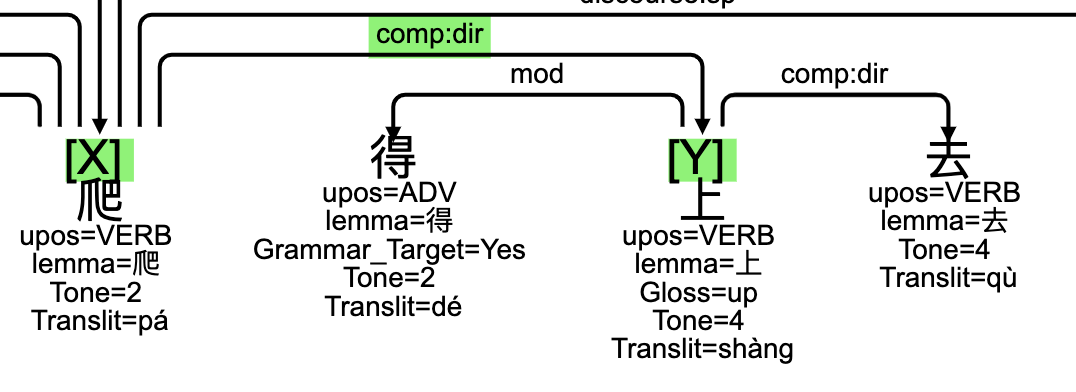 comp:dir
mod
comp:dir
[X]
得
[Y]
去
爬
upos=VERB
lemma=爬
Tone=2
Translit=pá
upos=ADV
lemma=得
Grammar_Target=Yes
Tone=2
Translit=dé
上
upos=VERB
lemma=上
Gloss=up
Tone=4
Translit=shàng
upos=VERB
lemma=去
Tone=4
Translit=qù